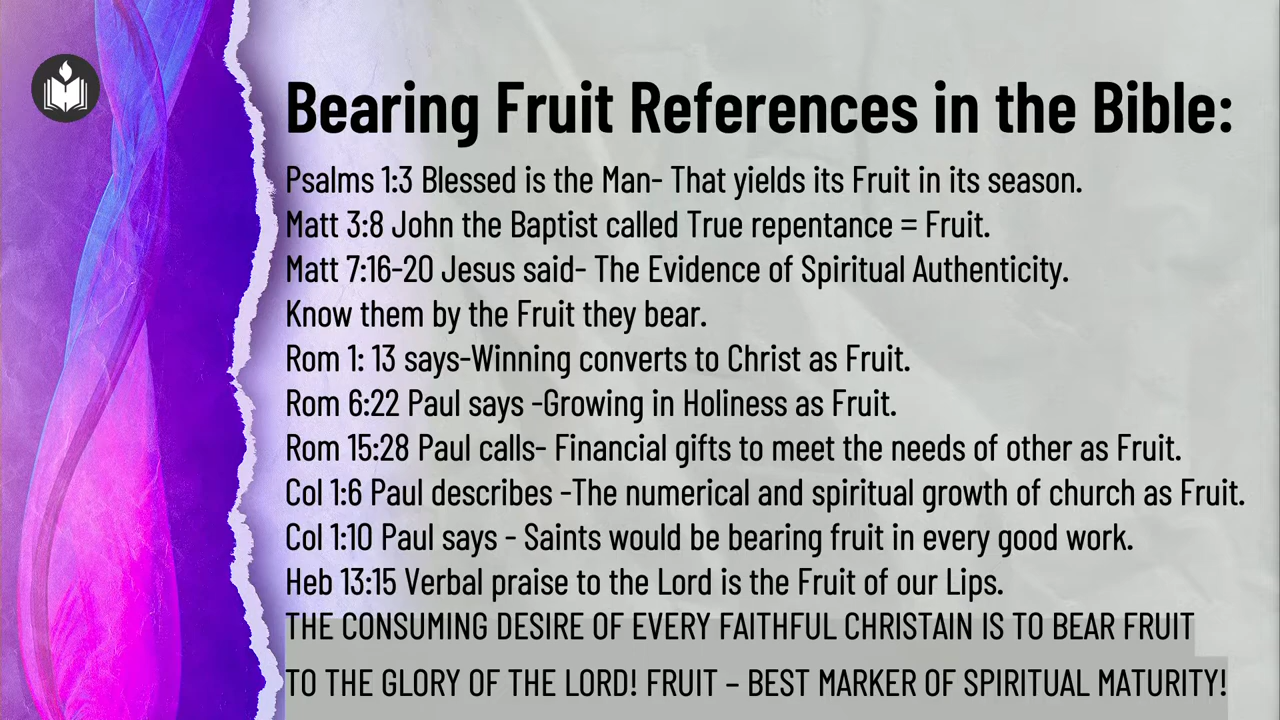 Bearing Fruit References in the Bible:
Psalms 1:3 Blessed is the Man- That yields its Fruit in its season.
Matt 3:8 John the Baptist called True repentance = Fruit.
Matt 7:16-20 Jesus said- The Evidence of Spiritual Authenticity.
Know them by the Fruit they bear.
Rom 1: 13 says-Winning converts to Christ as Fruit.
Rom 6:22 Paul says -Growing in Holiness as Fruit.
Rom 15:28 Paul calls- Financial gifts to meet the needs of other as Fruit.
Col 1:6 Paul describes -The numerical and spiritual growth of church as Fruit.
Col 1:10 Paul says - Saints would be bearing fruit in every good work.
Heb 13:15 Verbal praise to the Lord is the Fruit of our Lips.
THE CONSUMING DESIRE OF EVERY FAITHFUL CHRISTAIN IS TO BEAR FRUIT
TO THE GLORY OF THE LORD! FRUIT – BEST MARKER OF SPIRITUAL MATURITY!